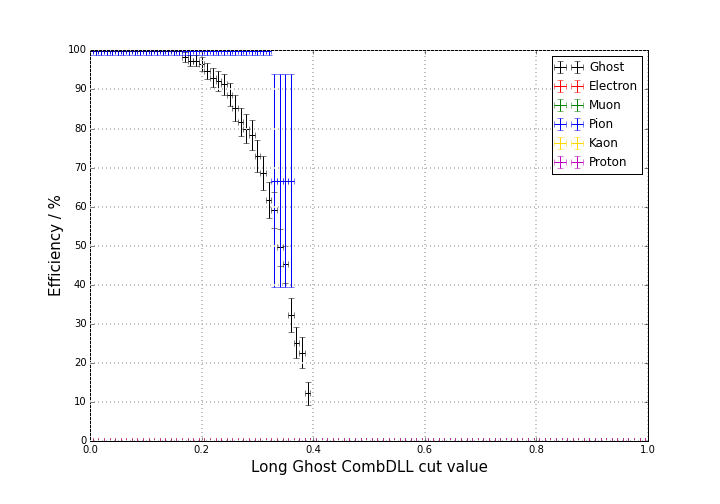 100
90
80
70
60
50
40
30
20
10
0
Efficiency / %
Ghost
Electron
Muon
Pion
Kaon
Proton
0.0 0.2 0.4 0.6 0.8 1.0
Long Ghost CombDLL cut value